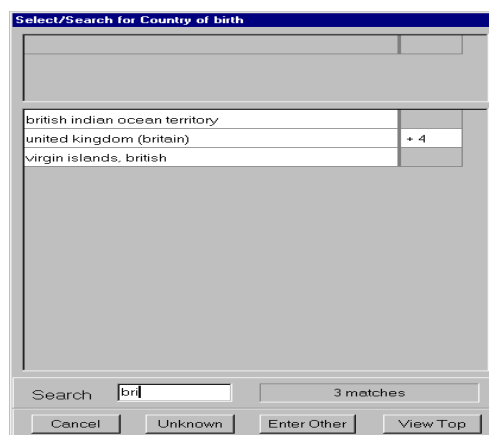 Select/Search for Country of birth
british indian ocean territory
united kingdom (britain) + 4
virgin islands, british
Search bri 3 matches
Cancel Unknown Enter Other View Top